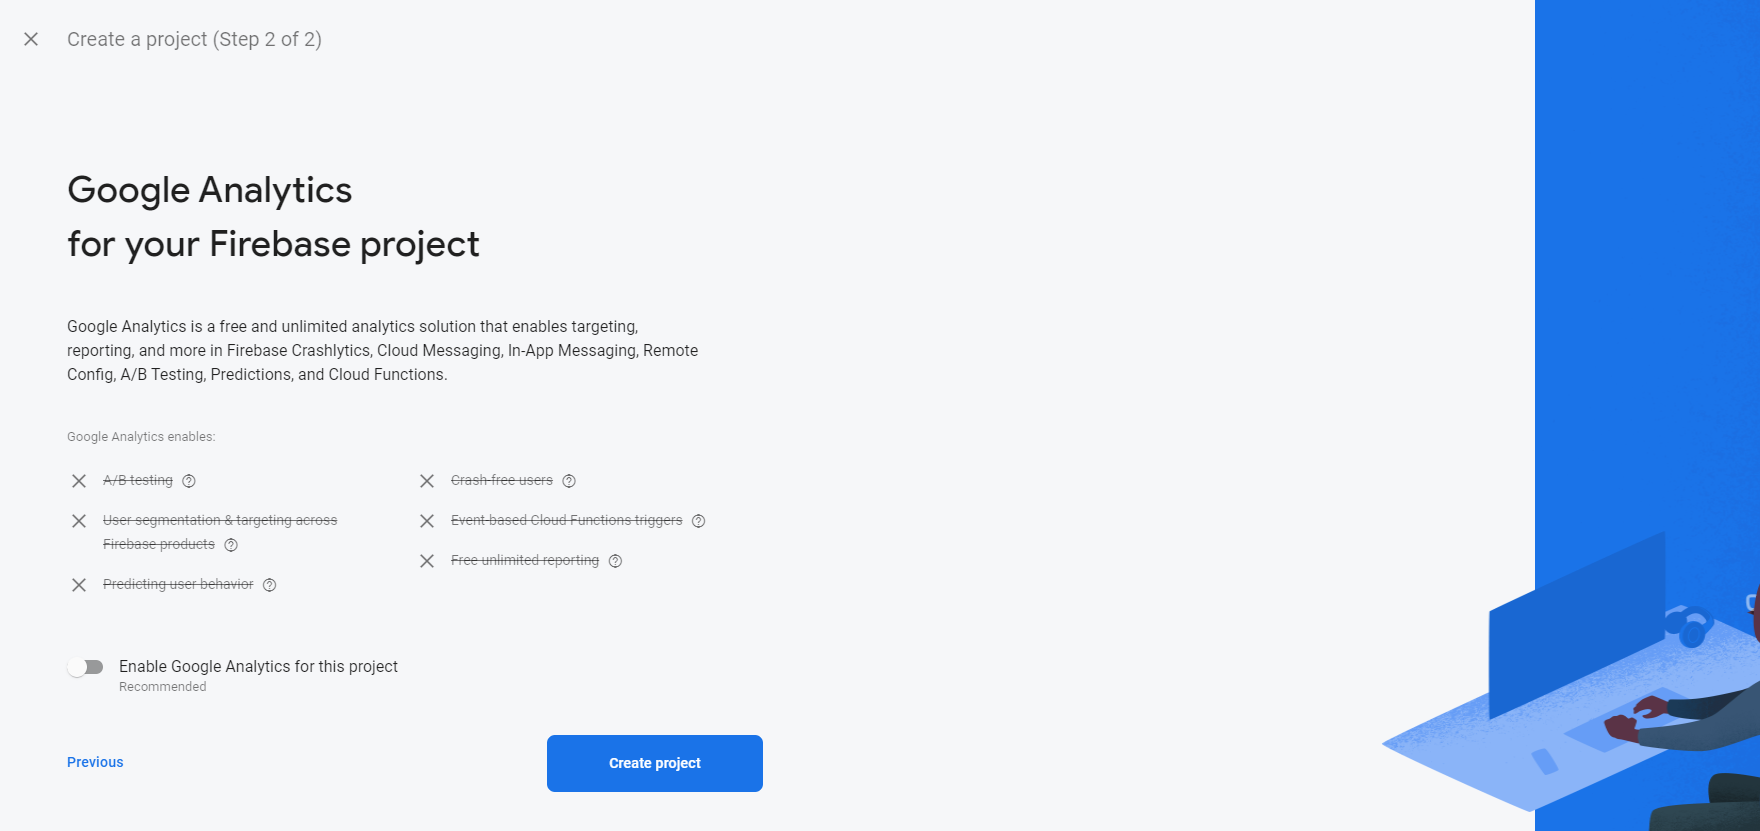 Create a project (Step 2 of 2)
Google Analytics
for your Firebase project
Google Analytics is a free and unlimited analytics solution that enables targeting,
reporting, and more in Firebase Crashlytics, Cloud Messaging, In-App Messaging, Remote
Config, A/B Testing, Predictions, and Cloud Functions.
Google Analytics enables:
A/B testing
User segmentation & targeting across
Firebase products
Predicting user behavior
Crash-free users
Event-based Cloud Functions triggers
Free unlimited reporting
Enable Google Analytics for this project
Recommended
Previous
Create project